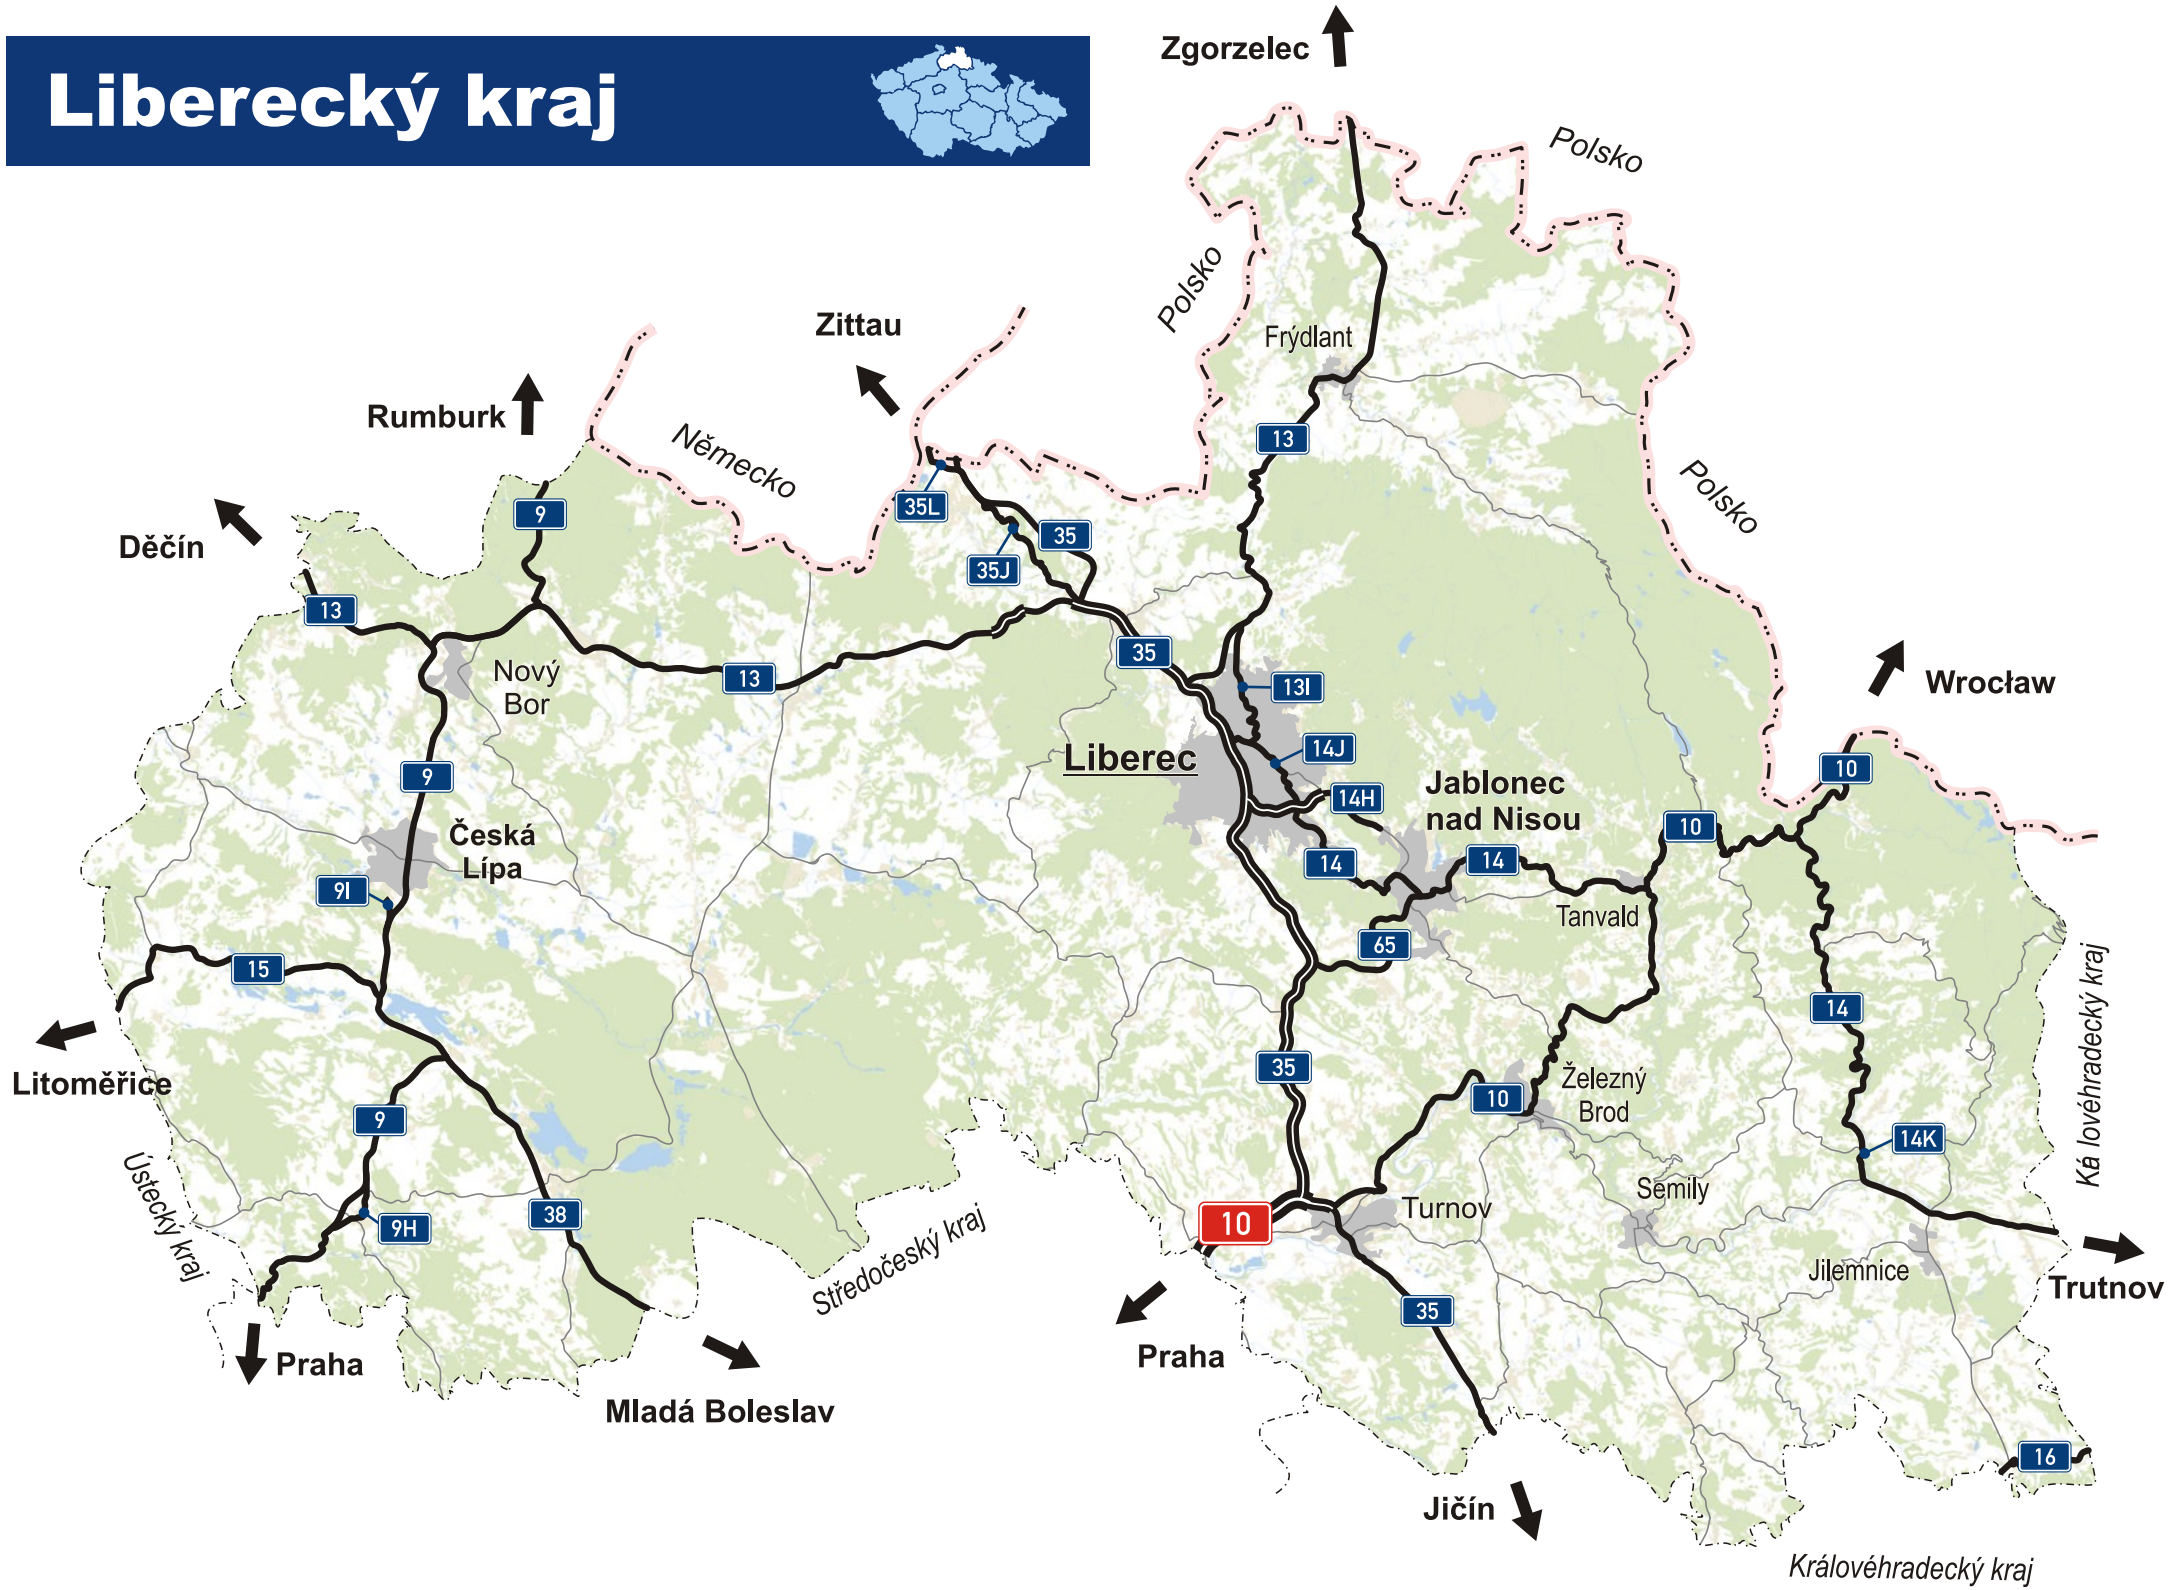 Liberecký kraj
Zgorzelec
Polsko
Polsko
Zittau
Frýdlant
Rumburk
Německo
13
Polsko
9
35L
35
Děčín
35J
13
35
Nový
Bor
13
13I
Wrocław
Liberec
14J
10
9
Jablonec
nad Nisou
14H
10
Česká
Lípa
14
14
9I
Tanvald
65
15
14
Litoměřice
35
Železný
Brod
10
Ká lovéhradecký kraj
9
14K
Ústecký kraj
Semily
38
9H
10
Turnov
Středočeský kraj
Jilemnice
Trutnov
35
Praha
Praha
Mladá Boleslav
16
Jičín
Královéhradecký kraj